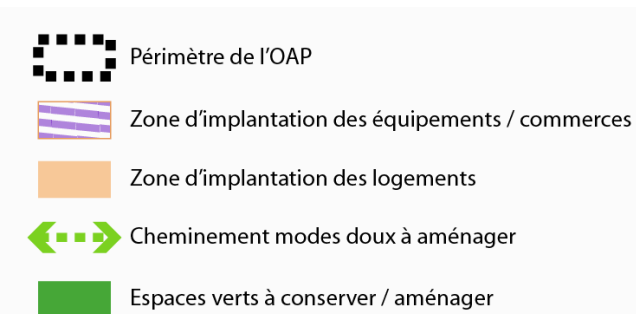 Périmètre de l'OAP
Zone d'implantation des équipements / commerces
Zone d'implantation des logements
Cheminement modes doux à aménager
Espaces verts à conserver / aménager